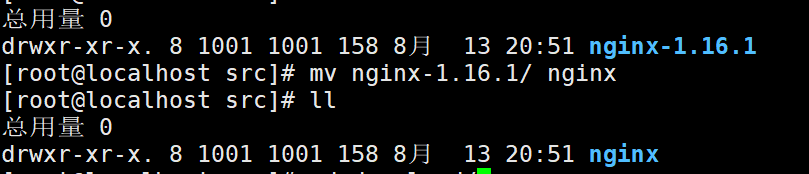 总用量 0
drwxr-xr-x. 8 1001 1001 158 8月  13 20:51 nginx-1.16.1
[root@localhost src]# mv nginx-1.16.1/ nginx
[root@localhost src]# ll
总用量 0
drwxr-xr-x. 8 1001 1001 158 8月  13 20:51 nginx